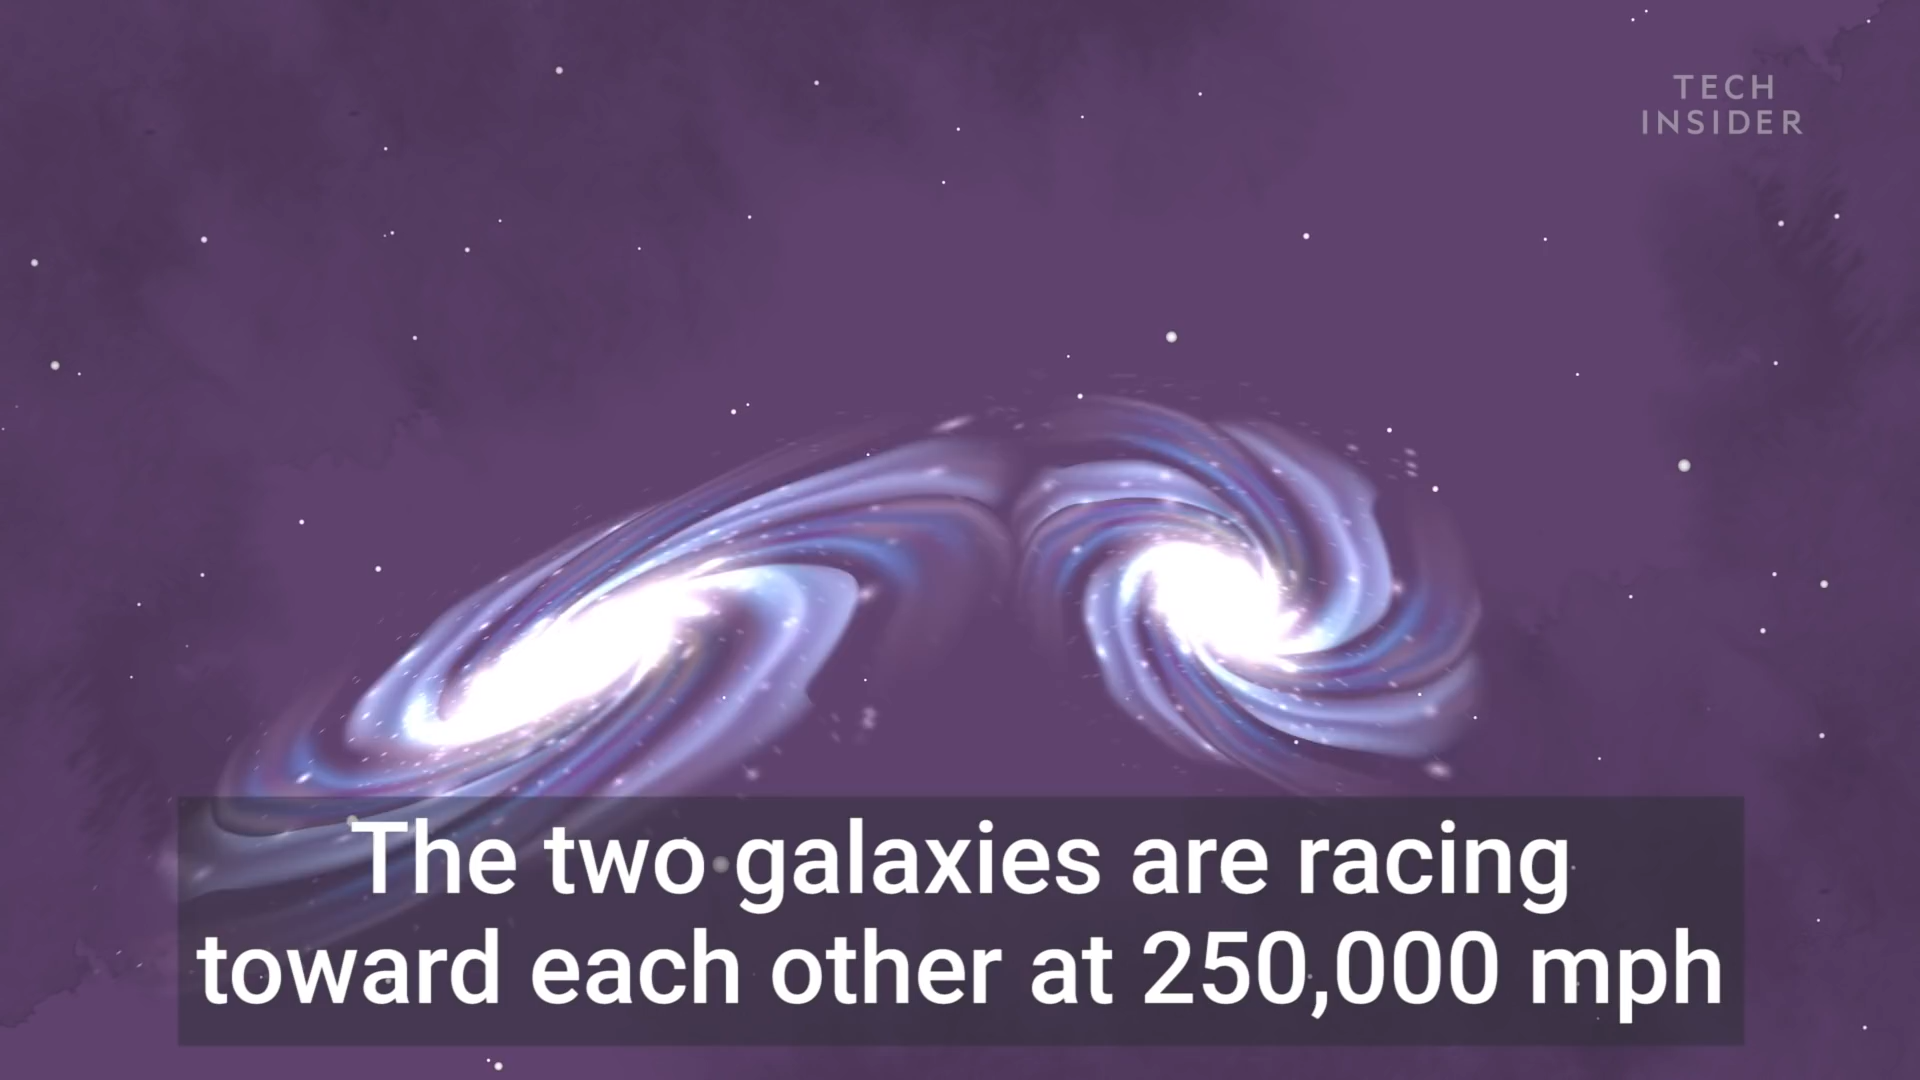 TECH
INSIDER
The two galaxies are racing
toward each other at 250,000 mph